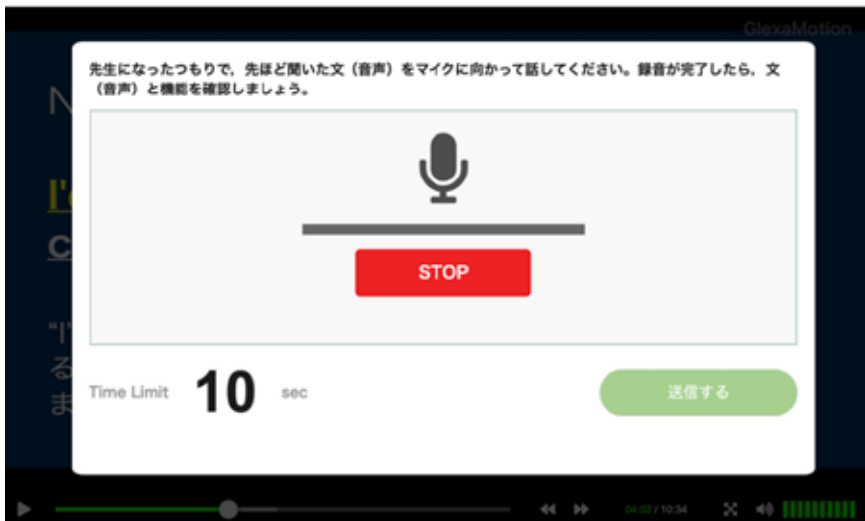 GlexaMotion
先生になったつもりで、先ほど聞いた文（音声）をマイクに向かって話してください。録音が完了したら、文
（音声）と機能を確認しましょう。
N
I'
C
STOP
"I'
る
ま
Time Limit 10 sec
送信する
04:02 / 10:34